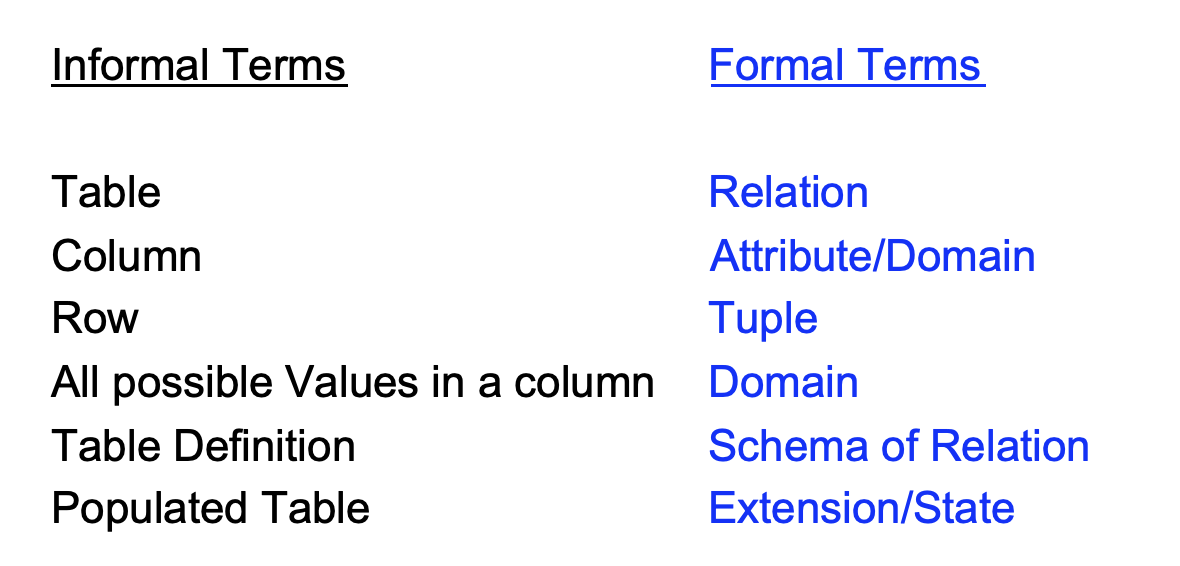 Informal Terms Formal Terms
Table Relation
Column Attribute/Domain
Row Tuple
All possible Values in a column Domain
Table Definition Schema of Relation
Populated Table Extension/State